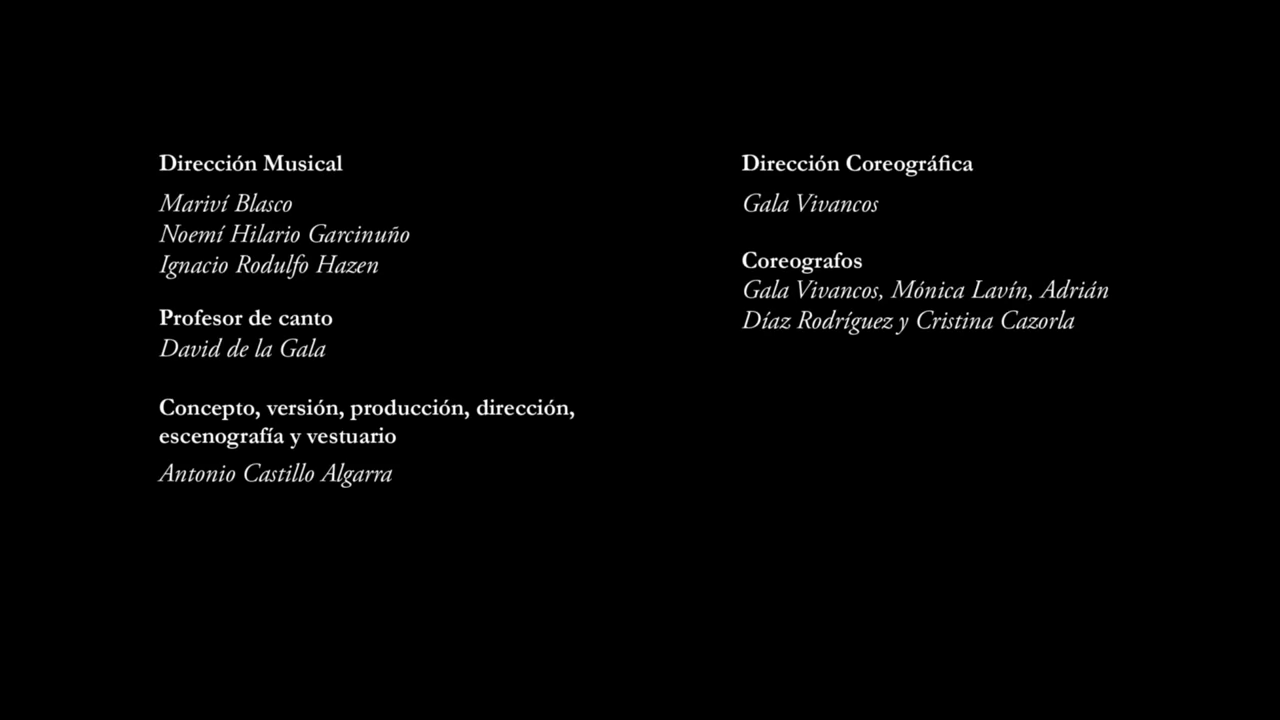 Dirección Musical
Mariví Blasco
Noemí Hilario Garcinuño
Ignacio Rodulfo Hazen
Profesor de canto
David de la Gala
Concepto, versión, producción, dirección,
escenografía y vestuario
Antonio Castillo Algarra
Dirección Coreográfica
Gala Vivancos
Coreografos
Gala Vivancos, Mónica Lavín, Adrián
Díaz Rodríguez y Cristina Cazorla